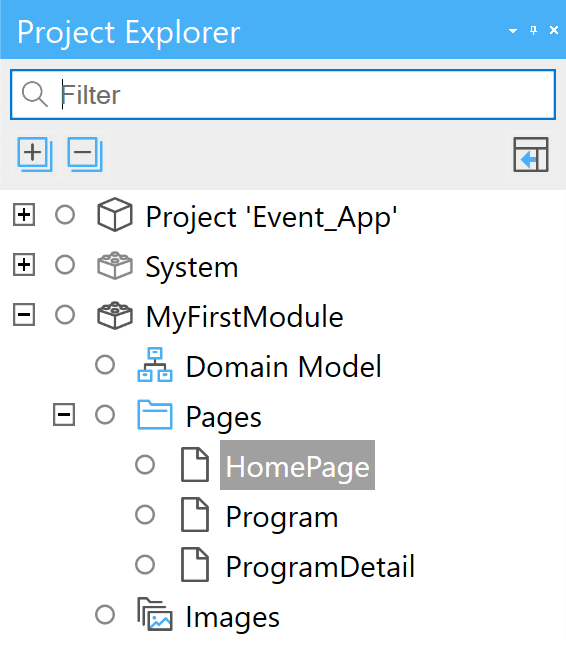 Project Explorer
Filter
Project 'Event_App'
System
MyFirstModule
Domain Model
Pages
HomePage
Program
ProgramDetail
Images